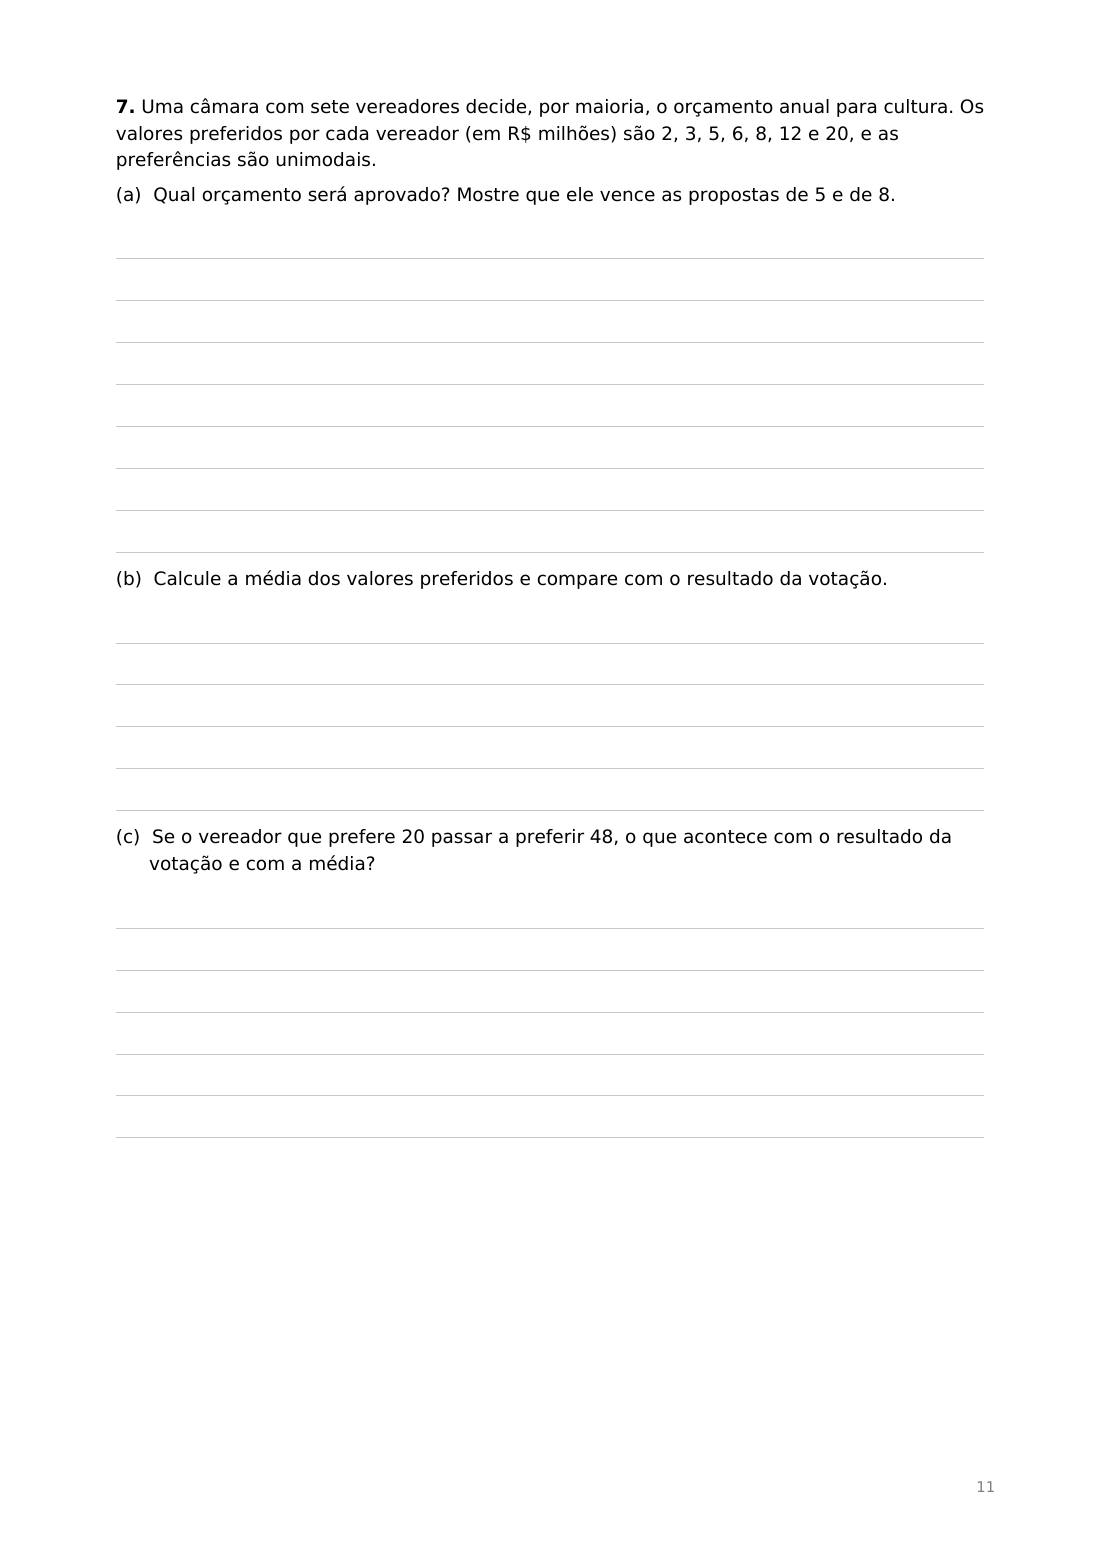 7. Uma câmara com sete vereadores decide, por maioria, o orçamento anual para cultura. Os
valores preferidos por cada vereador (em R$ milhões) são 2, 3, 5, 6, 8, 12 e 20, e as
preferências são unimodais.
(a) Qual orçamento será aprovado? Mostre que ele vence as propostas de 5 e de 8.
(b) Calcule a média dos valores preferidos e compare com o resultado da votação.
(c) Se o vereador que prefere 20 passar a preferir 48, o que acontece com o resultado da
votação e com a média?
11